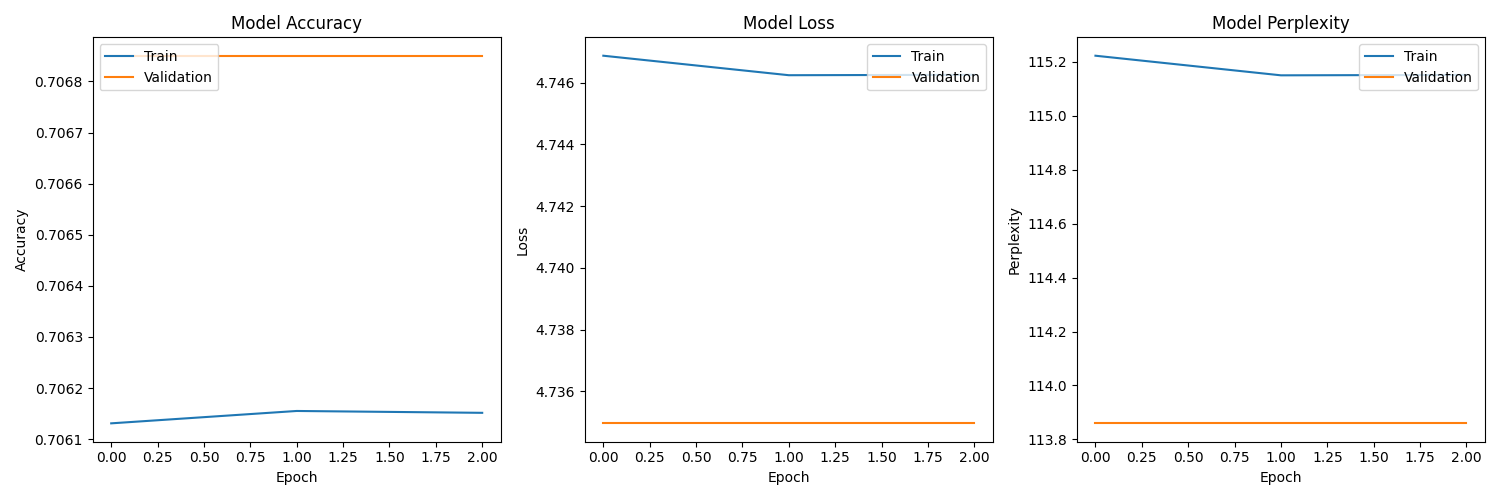 Model Accuracy
Train
Validation
0.7068
0.7067
0.7066
0.7065
0.7064
0.7063
0.7062
0.7061
Accuracy
0.00 0.25 0.50 0.75 1.00 1.25 1.50 1.75 2.00
Epoch
Model Loss
Train
Validation
4.746
4.744
4.742
4.740
4.738
4.736
Loss
0.00 0.25 0.50 0.75 1.00 1.25 1.50 1.75 2.00
Epoch
Model Perplexity
Train
Validation
115.2
115.0
114.8
114.6
114.4
114.2
114.0
113.8
Perplexity
0.00 0.25 0.50 0.75 1.00 1.25 1.50 1.75 2.00
Epoch